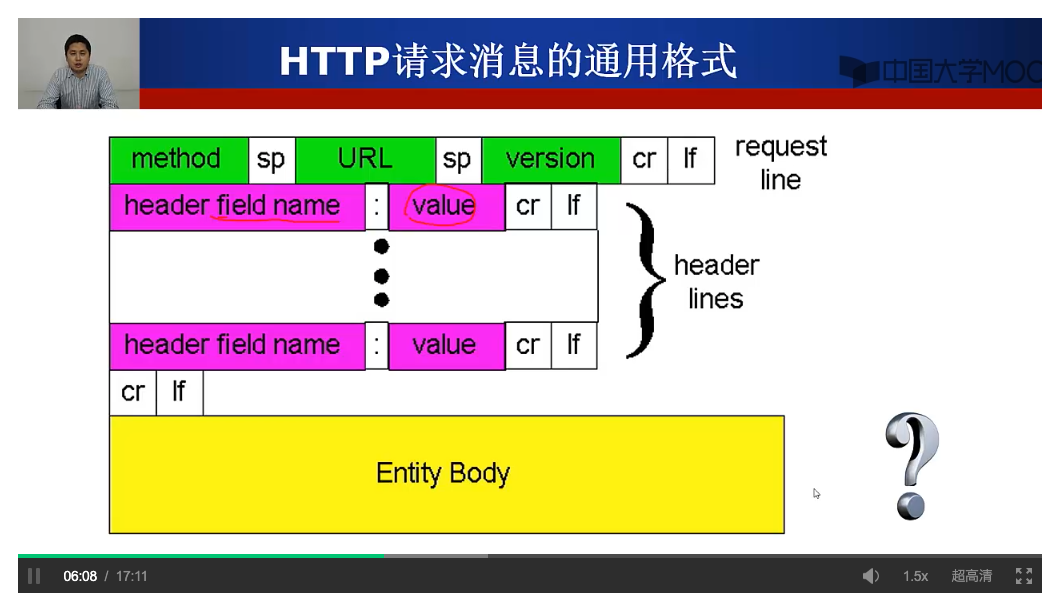 HTTP请求消息的通用格式
中国大学MOO
method sp URL sp version cr lf
request
line
header field name : value cr lf
header
lines
header field name : value cr lf
cr lf
Entity Body
?
06:08 / 17:11
1.5x
超高清